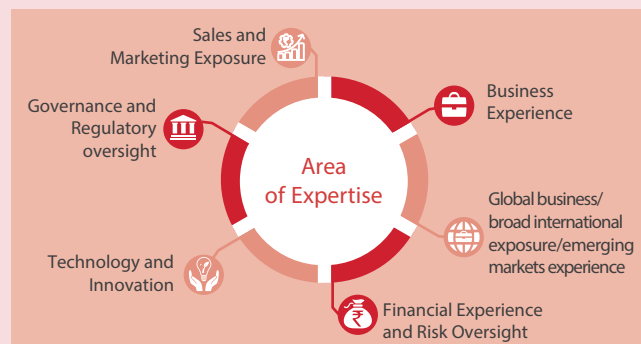 Sales and
Marketing Exposure
Business
Experience
Governance and
Regulatory
oversight
Area
of Expertise
Global business/
broad international
exposure/emerging
markets experience
Technology and
Innovation
₹
Financial Experience
and Risk Oversight